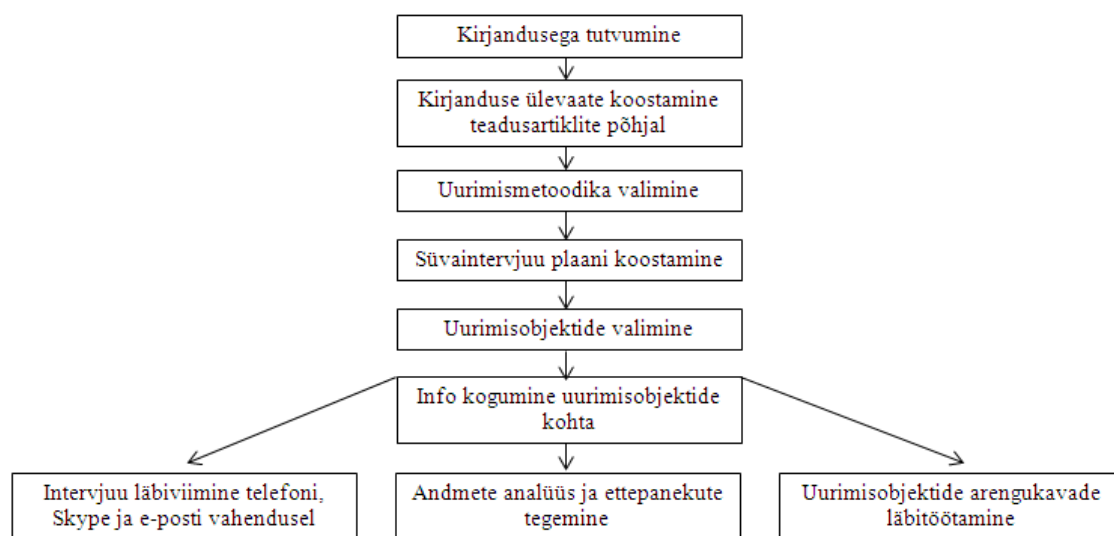 Kirjandusega tutvumine
Kirjanduse ülevaate koostamine
teadusartiklite põhjal
Uurimismetoodika valimine
Süvaintervjuu plaani koostamine
Uurimisobjektide valimine
Info kogumine uurimisobjektide
kohta
Intervjuu läbiviimine telefoni,
Skype ja e-posti vahendusel
Andmete analüüs ja ettepanekute
tegemine
Uurimisobjektide arengukavade
läbitöötamine